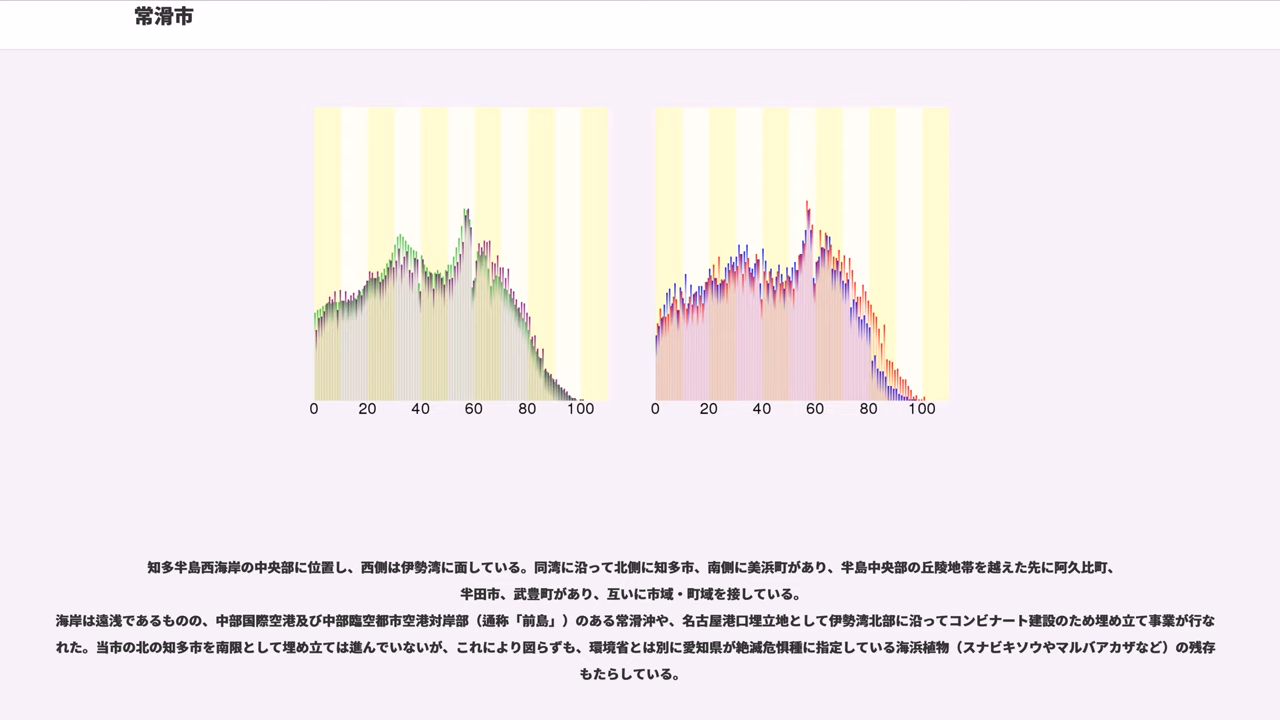 常滑市
0 20 40 60 80 100
0 20 40 60 80 100
知多半島西海岸の中央部に位置し、西側は伊勢湾に面している。同湾に沿って北側に知多市、南側に美浜町があり、半島中央部の丘陵地帯を越えた先に阿久比町、
半田市、武豊町があり、互いに市域・町域を接している。
海岸は遠浅であるものの、中部国際空港及び中部臨空都市空港対岸部（通称「前島」）のある常滑沖や、名古屋港口埋立地として伊勢湾北部に沿ってコンビナート建設のため埋め立て事業が行な
れた。当市の北の知多市を南限として埋め立ては進んでいないが、これにより図らずも、環境省とは別に愛知県が絶滅危惧種に指定している海浜植物（スナビキソウやマルバアカザなど）の残存
もたらしている。